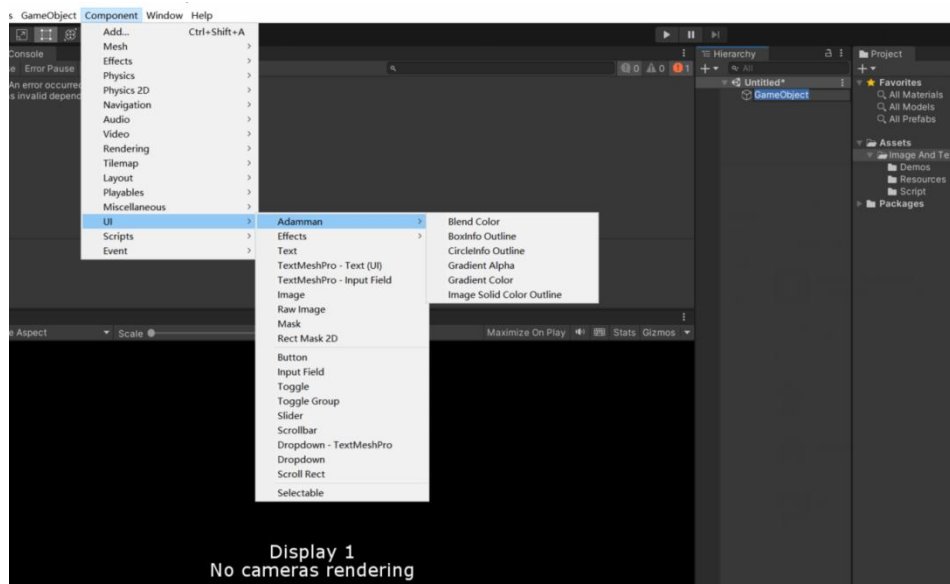 s GameObject Component Window Help
Add... Ctrl+Shift+A
Mesh
Effects
Physics
Physics 2D
Navigation
Audio
Video
Rendering
Tilemap
Layout
Playables
Miscellaneous
UI
Scripts
Event
Adamman
Effects
Text
TextMeshPro - Text (UI)
TextMeshPro - Input Field
Image
Raw Image
Mask
Rect Mask 2D
Button
Input Field
Toggle
Toggle Group
Slider
Scrollbar
Dropdown - TextMeshPro
Dropdown
Scroll Rect
Selectable
Blend Color
BoxInfo Outline
CircleInfo Outline
Gradient Alpha
Gradient Color
Image Solid Color Outline
Console
e Error Pause
0 0 1
An error occurre
s invalid depend
e Aspect Scale Maximize On Play Stats Gizmos
Display 1
No cameras rendering
Hierarchy
All
Untitled*
GameObject
Project
Favorites
All Materials
All Models
All Prefabs
Assets
Image And Te
Demos
Resources
Script
Packages